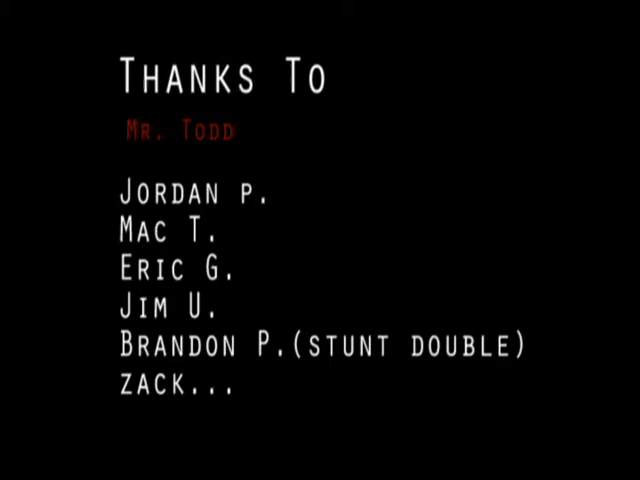 Thanks To
Mr. Todd
Jordan p.
Mac T.
Eric G.
Jim U.
Brandon P.(stunt double)
zack...